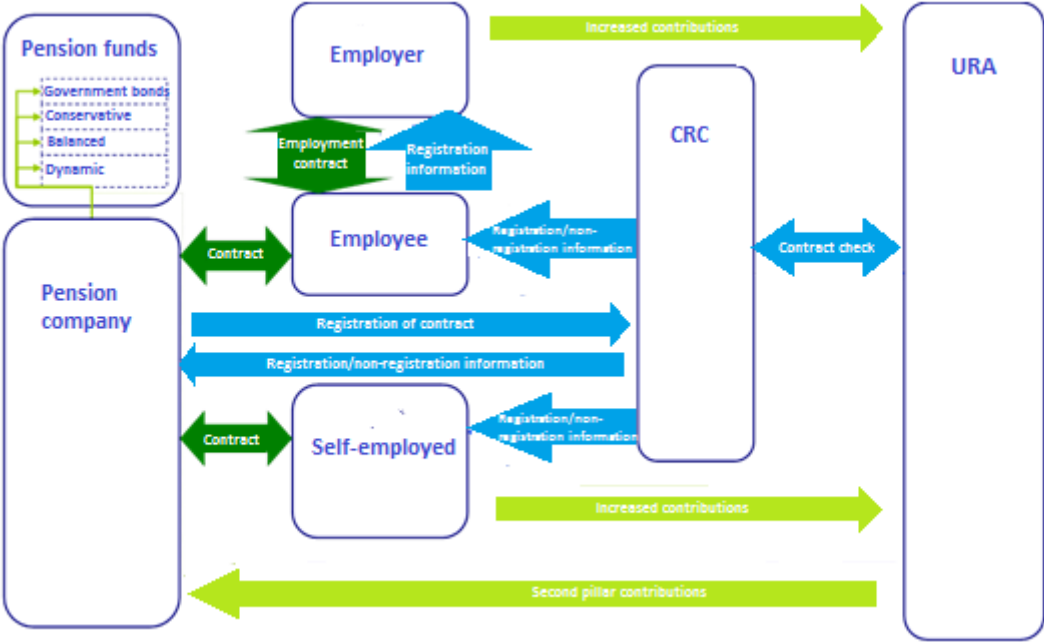 Pension funds
Government bonds
Conservative
Balanced
Dynamic
Employer
Increased contributions
URA
CRC
Employment
contract
Registration
information
Employee
Registration/non-
registration information
Contract check
Contract
Pension
company
Registration of contract
Registration/non-registration information
Contract
Self-employed
Registration/non-
registration information
Increased contributions
Second pillar contributions